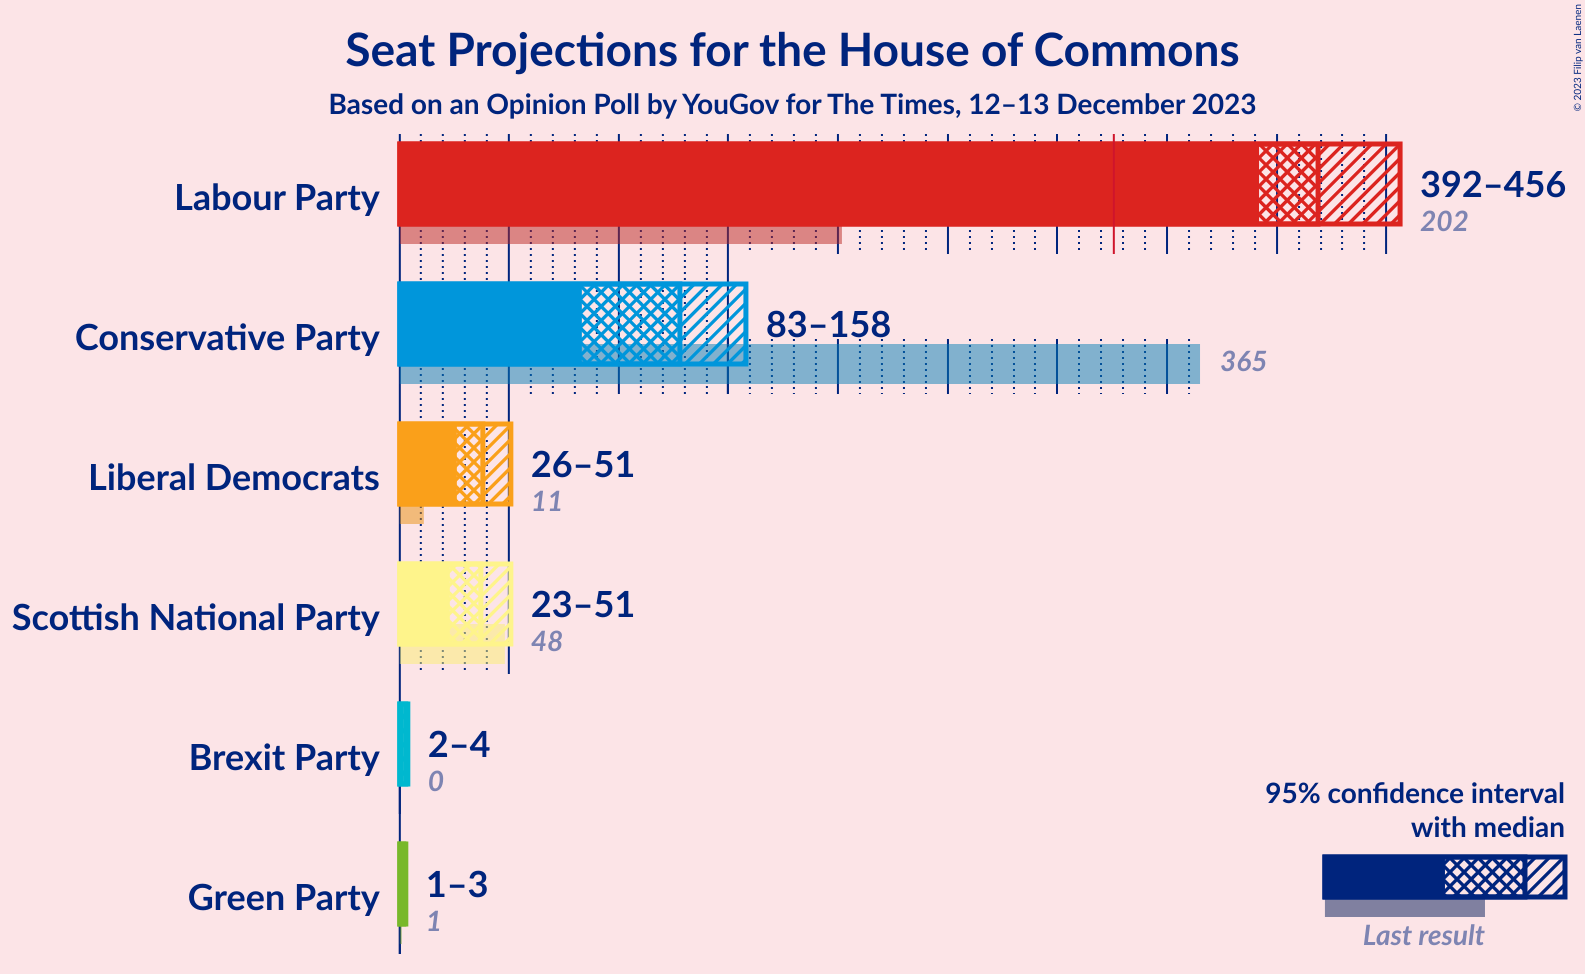 Seat Projections for the House of Commons
Based on an Opinion Poll by YouGov for The Times, 12–13 December 2023
© 2023 Filip van Laenen
Labour Party
392–456
202
Conservative Party
83–158
365
Liberal Democrats
26–51
11
Scottish National Party
23–51
48
Brexit Party
2–4
0
Green Party
1–3
1
95% confidence interval
with median
Last result